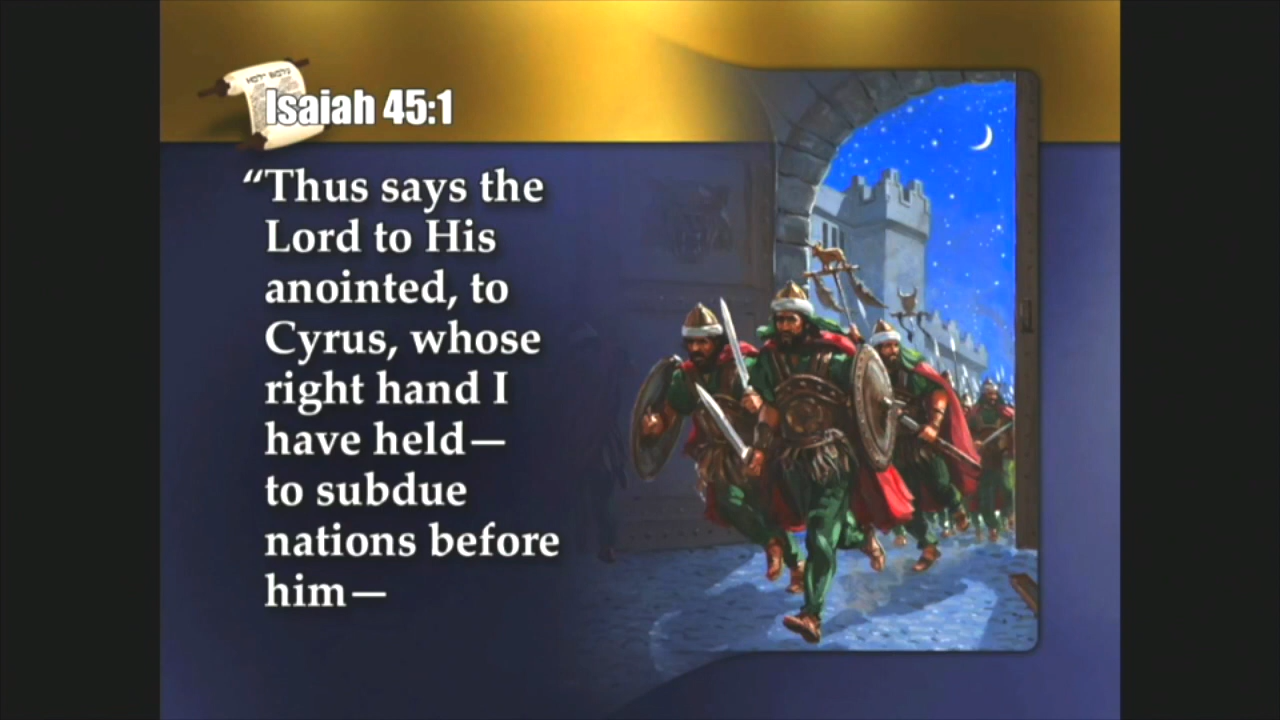 Isaiah 45:1
“Thus says the
Lord to His
anointed, to
Cyrus, whose
right hand I
have held—
to subdue
nations before
him—